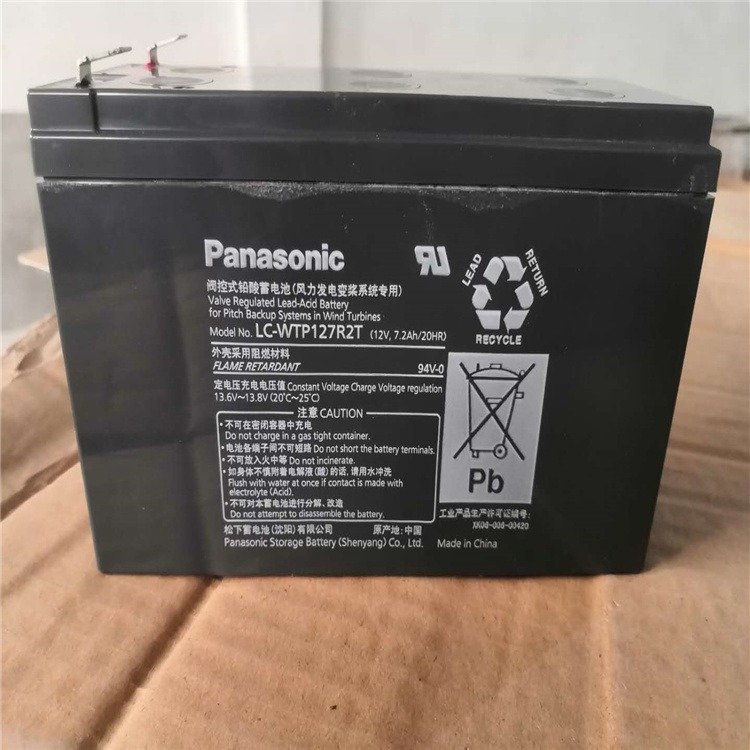 Panasonic
阀控式铅酸蓄电池(风力发电变桨系统专用)
Valve Regulated Lead-Acid Battery
for Pitch Backup Systems in Wind Turbines
Model No. LC-WTP127R2T (12V, 7.2Ah/20HR)
LEAD RETURN
RECYCLE
外壳采用阻燃材料
FLAME RETARDANT 94V-0
定电压充电电压值 Constant Voltage Charge Voltage regulation
13.6V~13.8V (20℃~25℃)
注意 CAUTION
・不可在密闭容器中充电
Do not charge in a gas tight container.
・电池各端子间不可短路 Do not short the battery terminals.
・不可放入火中等 Do not incinerate.
・如身体不慎附着电解液(酸)的话, 请用水冲洗
Flush with water at once if contact is made with
electrolyte (Acid).
・不可对本蓄电池进行分解、改造
Do not attempt to disassemble the battery.
Pb
工业产品生产许可证编号:
XK06-006-00420
松下蓄电池(沈阳)有限公司 原产地: 中国
Panasonic Storage Battery (Shenyang) Co., Ltd. Made in China